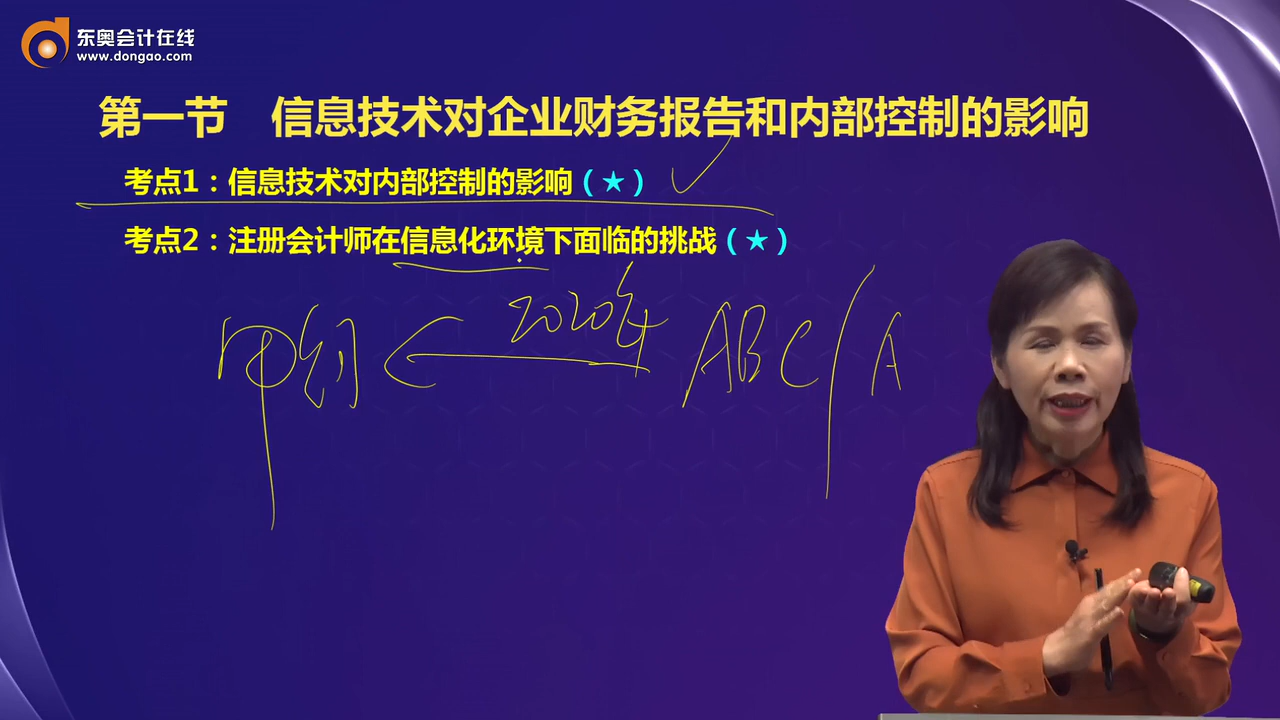 东奥会计在线
www.dongao.com
第一节 信息技术对企业财务报告和内部控制的影响
考点1：信息技术对内部控制的影响（★）
考点2：注册会计师在信息化环境下面临的挑战（★）
甲 2020年 ABC / A